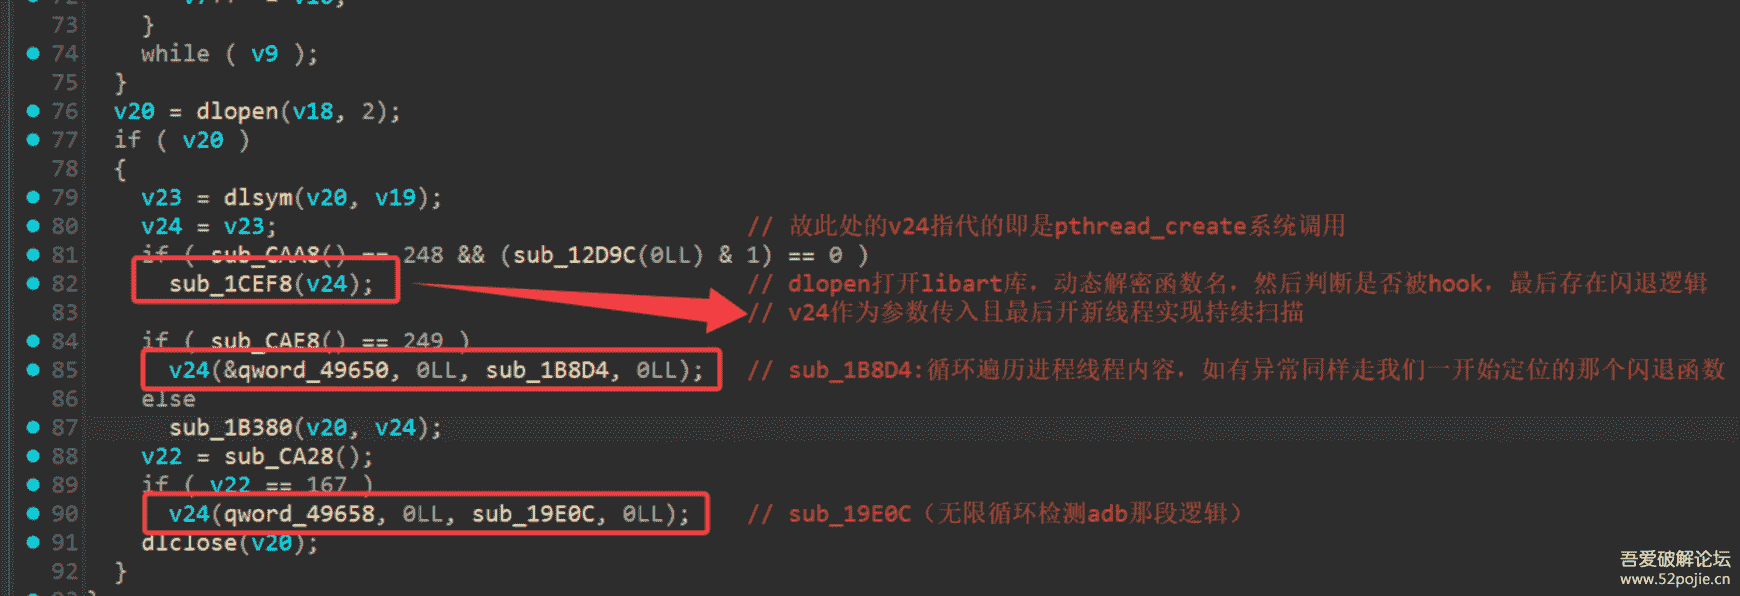 73 }
74 while ( v9 );
75 }
76 v20 = dlopen(v18, 2);
77 if ( v20 )
78 {
79 v23 = dlsym(v20, v19);
80 v24 = v23; // 故此处的v24指代的即是pthread_create系统调用
81 if ( sub_CAA8() == 248 && (sub_12D9C(0LL) & 1) == 0 )
82 sub_1CEF8(v24); // dlopen打开libart库，动态解密函数名，然后判断是否被hook，最后存在闪退逻辑
83 // v24作为参数传入且最后开新线程实现持续扫描
84 if ( sub_CAE8() == 249 )
85 v24(&qword_49650, 0LL, sub_1B8D4, 0LL); // sub_1B8D4:循环遍历进程线程内容，如有异常同样走我们一开始定位的那个闪退函数
86 else
87 sub_1B380(v20, v24);
88 v22 = sub_CA28();
89 if ( v22 == 167 )
90 v24(qword_49658, 0LL, sub_19E0C, 0LL); // sub_19E0C（无限循环检测adb那段逻辑）
91 dlclose(v20);
92 }
吾爱破解论坛
www.52pojie.cn